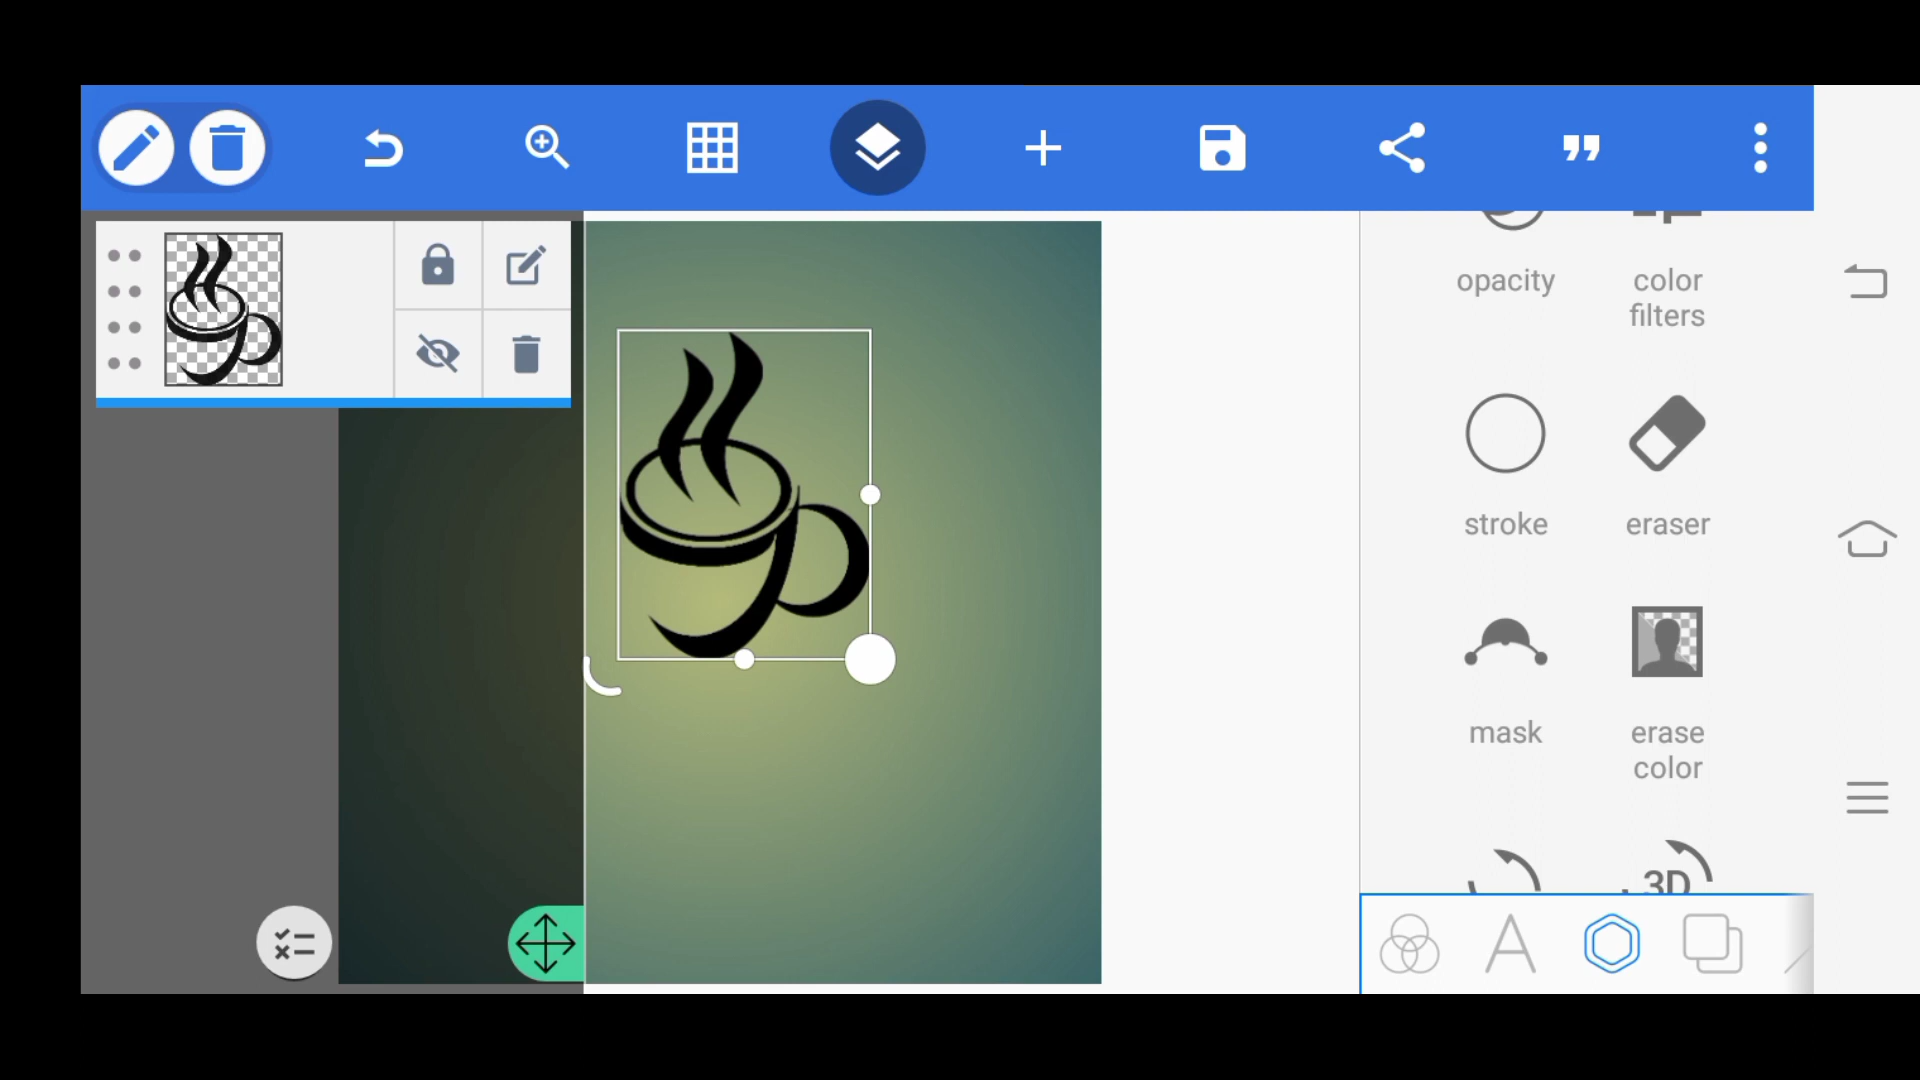 opacity
color
filters
stroke
eraser
mask
erase
color
3D
A